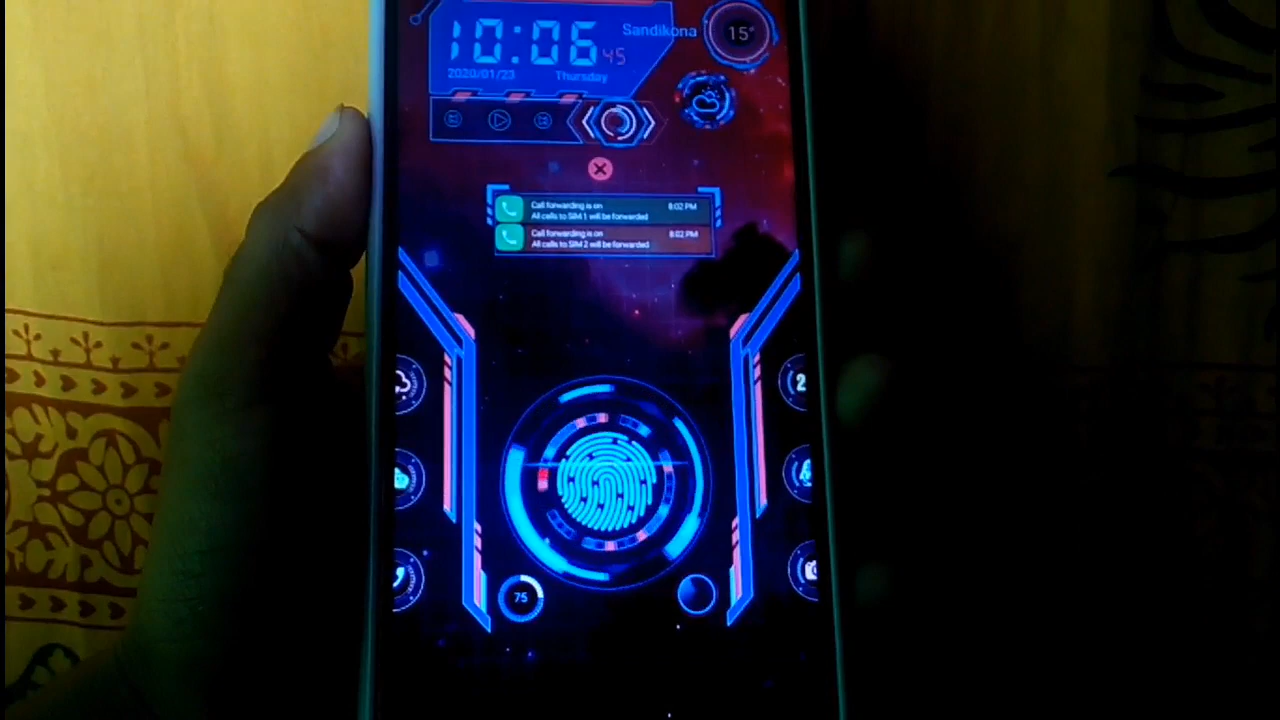 10:06 45
Sandikona
15°
2020/01/23 Thursday
Call forwarding is on 8:02 PM
All calls to SIM 1 will be forwarded
Call forwarding is on 8:02 PM
All calls to SIM 2 will be forwarded
2
75